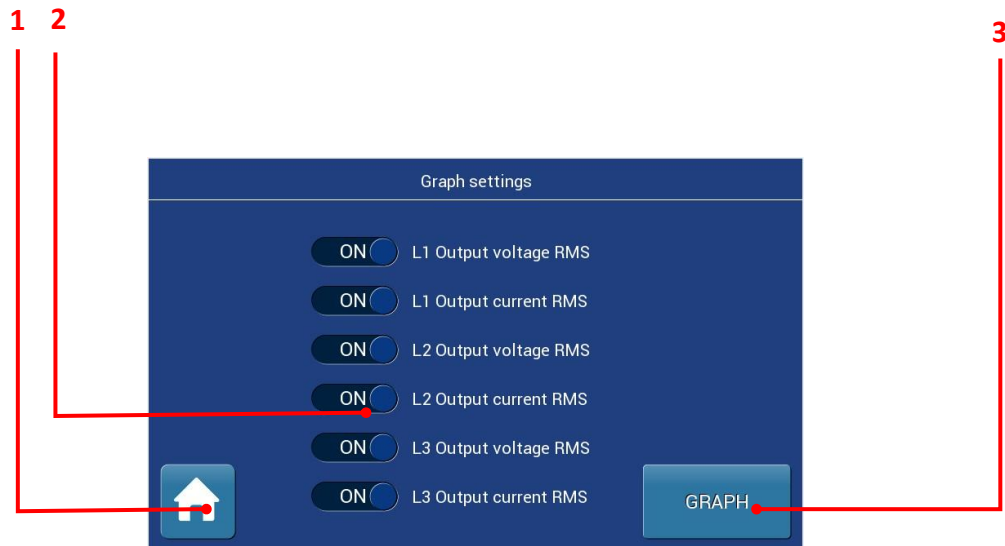 1 2 3
Graph settings
ON L1 Output voltage RMS
ON L1 Output current RMS
ON L2 Output voltage RMS
ON L2 Output current RMS
ON L3 Output voltage RMS
ON L3 Output current RMS
GRAPH